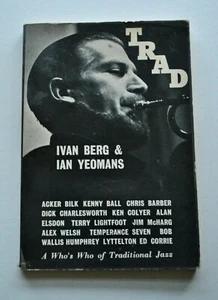 TRAD
IVAN BERG &
IAN YEOMANS
ACKER BILK KENNY BALL CHRIS BARBER
DICK CHARLESWORTH KEN COLYER ALAN
ELSDON TERRY LIGHTFOOT JIM McHARG
ALEX WELSH TEMPERANCE SEVEN BOB
WALLIS HUMPHREY LYTTELTON ED CORRIE
A Who's Who of Traditional Jazz